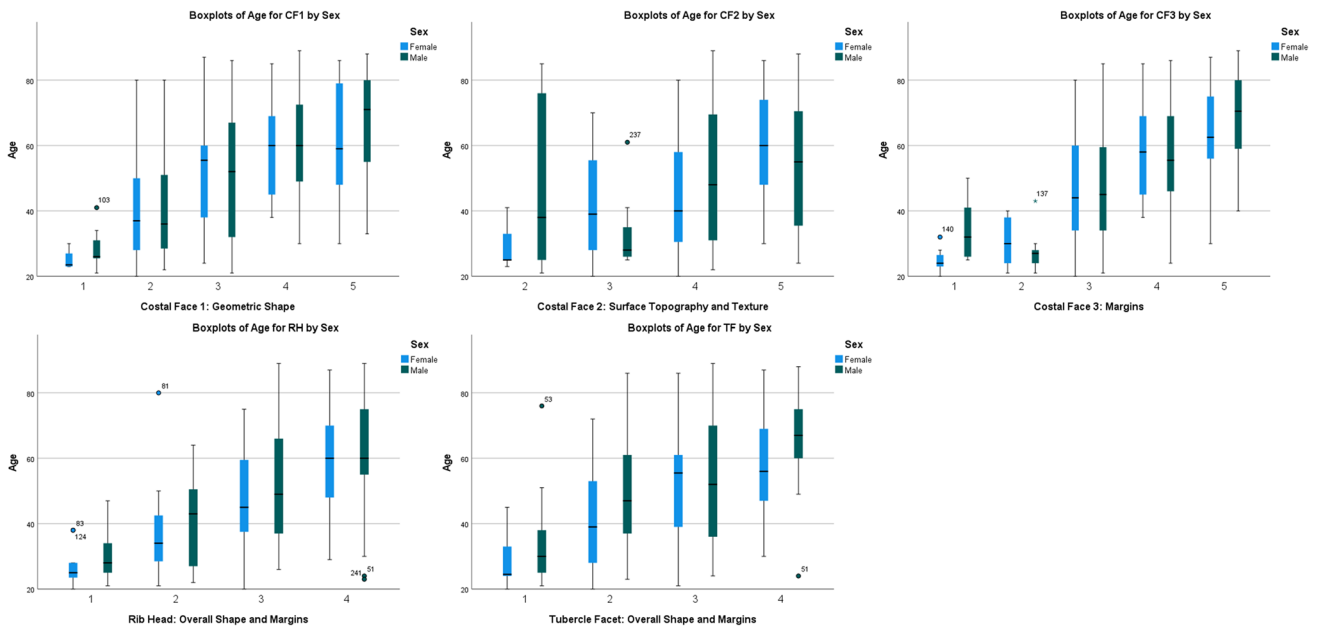 Boxplots of Age for CF1 by Sex
Sex
Female
Male
Age
80
60
40
20
103
1 2 3 4 5
Costal Face 1: Geometric Shape
Boxplots of Age for CF2 by Sex
Sex
Female
Male
Age
80
60
40
20
237
2 3 4 5
Costal Face 2: Surface Topography and Texture
Boxplots of Age for CF3 by Sex
Sex
Female
Male
Age
80
60
40
20
140
137
1 2 3 4 5
Costal Face 3: Margins
Boxplots of Age for RH by Sex
Sex
Female
Male
Age
80
60
40
20
83
124
81
241 51
1 2 3 4
Rib Head: Overall Shape and Margins
Boxplots of Age for TF by Sex
Sex
Female
Male
Age
80
60
40
20
53
51
1 2 3 4
Tubercle Facet: Overall Shape and Margins